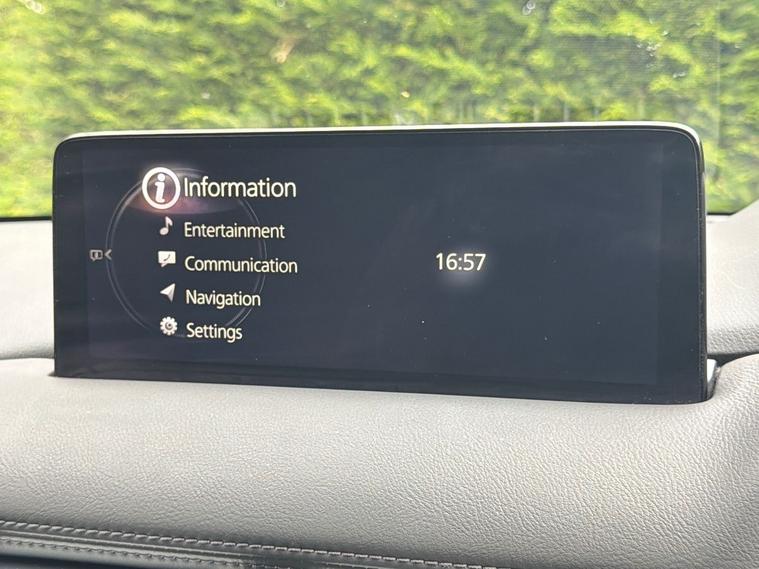 Information
Entertainment
Communication
Navigation
Settings
16:57